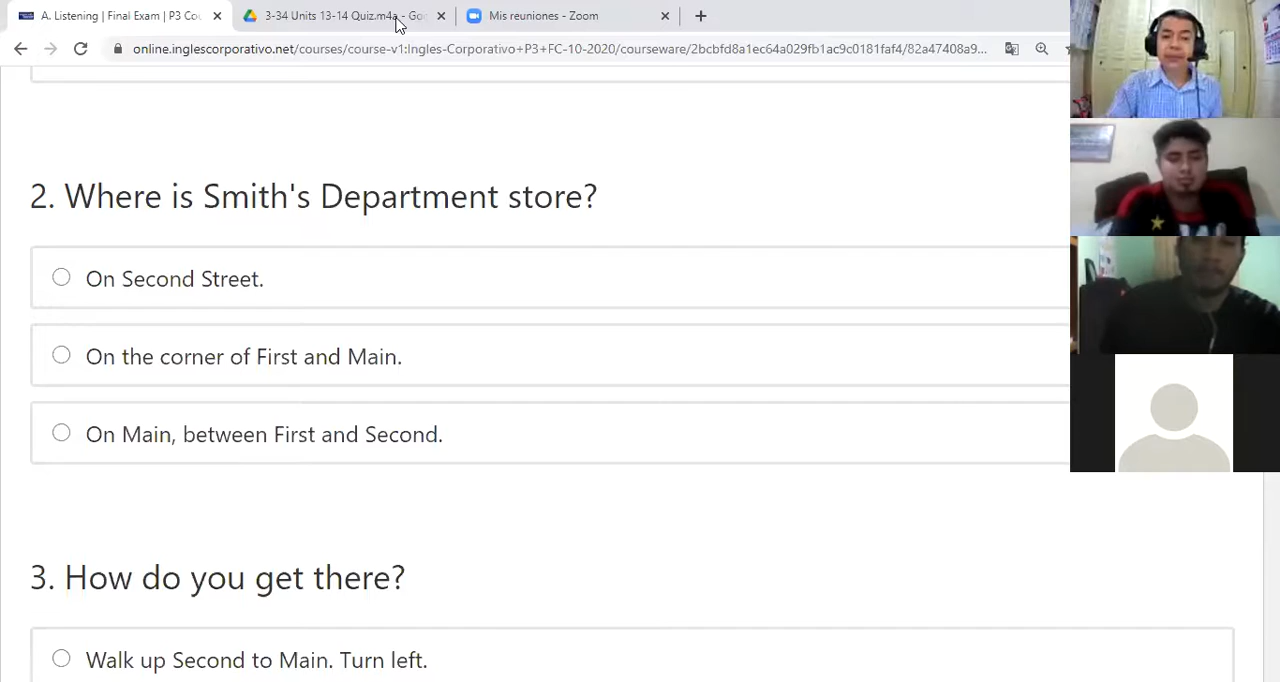 A. Listening | Final Exam | P3 Co
3-34 Units 13-14 Quiz.m4a - Go
Mis reuniones - Zoom
online.inglescorporativo.net/courses/course-v1:Ingles-Corporativo+P3+FC-10-2020/courseware/2bcbfd8a1ec64a029fb1ac9c0181faf4/82a47408a9...
2. Where is Smith's Department store?
On Second Street.
On the corner of First and Main.
On Main, between First and Second.
3. How do you get there?
Walk up Second to Main. Turn left.